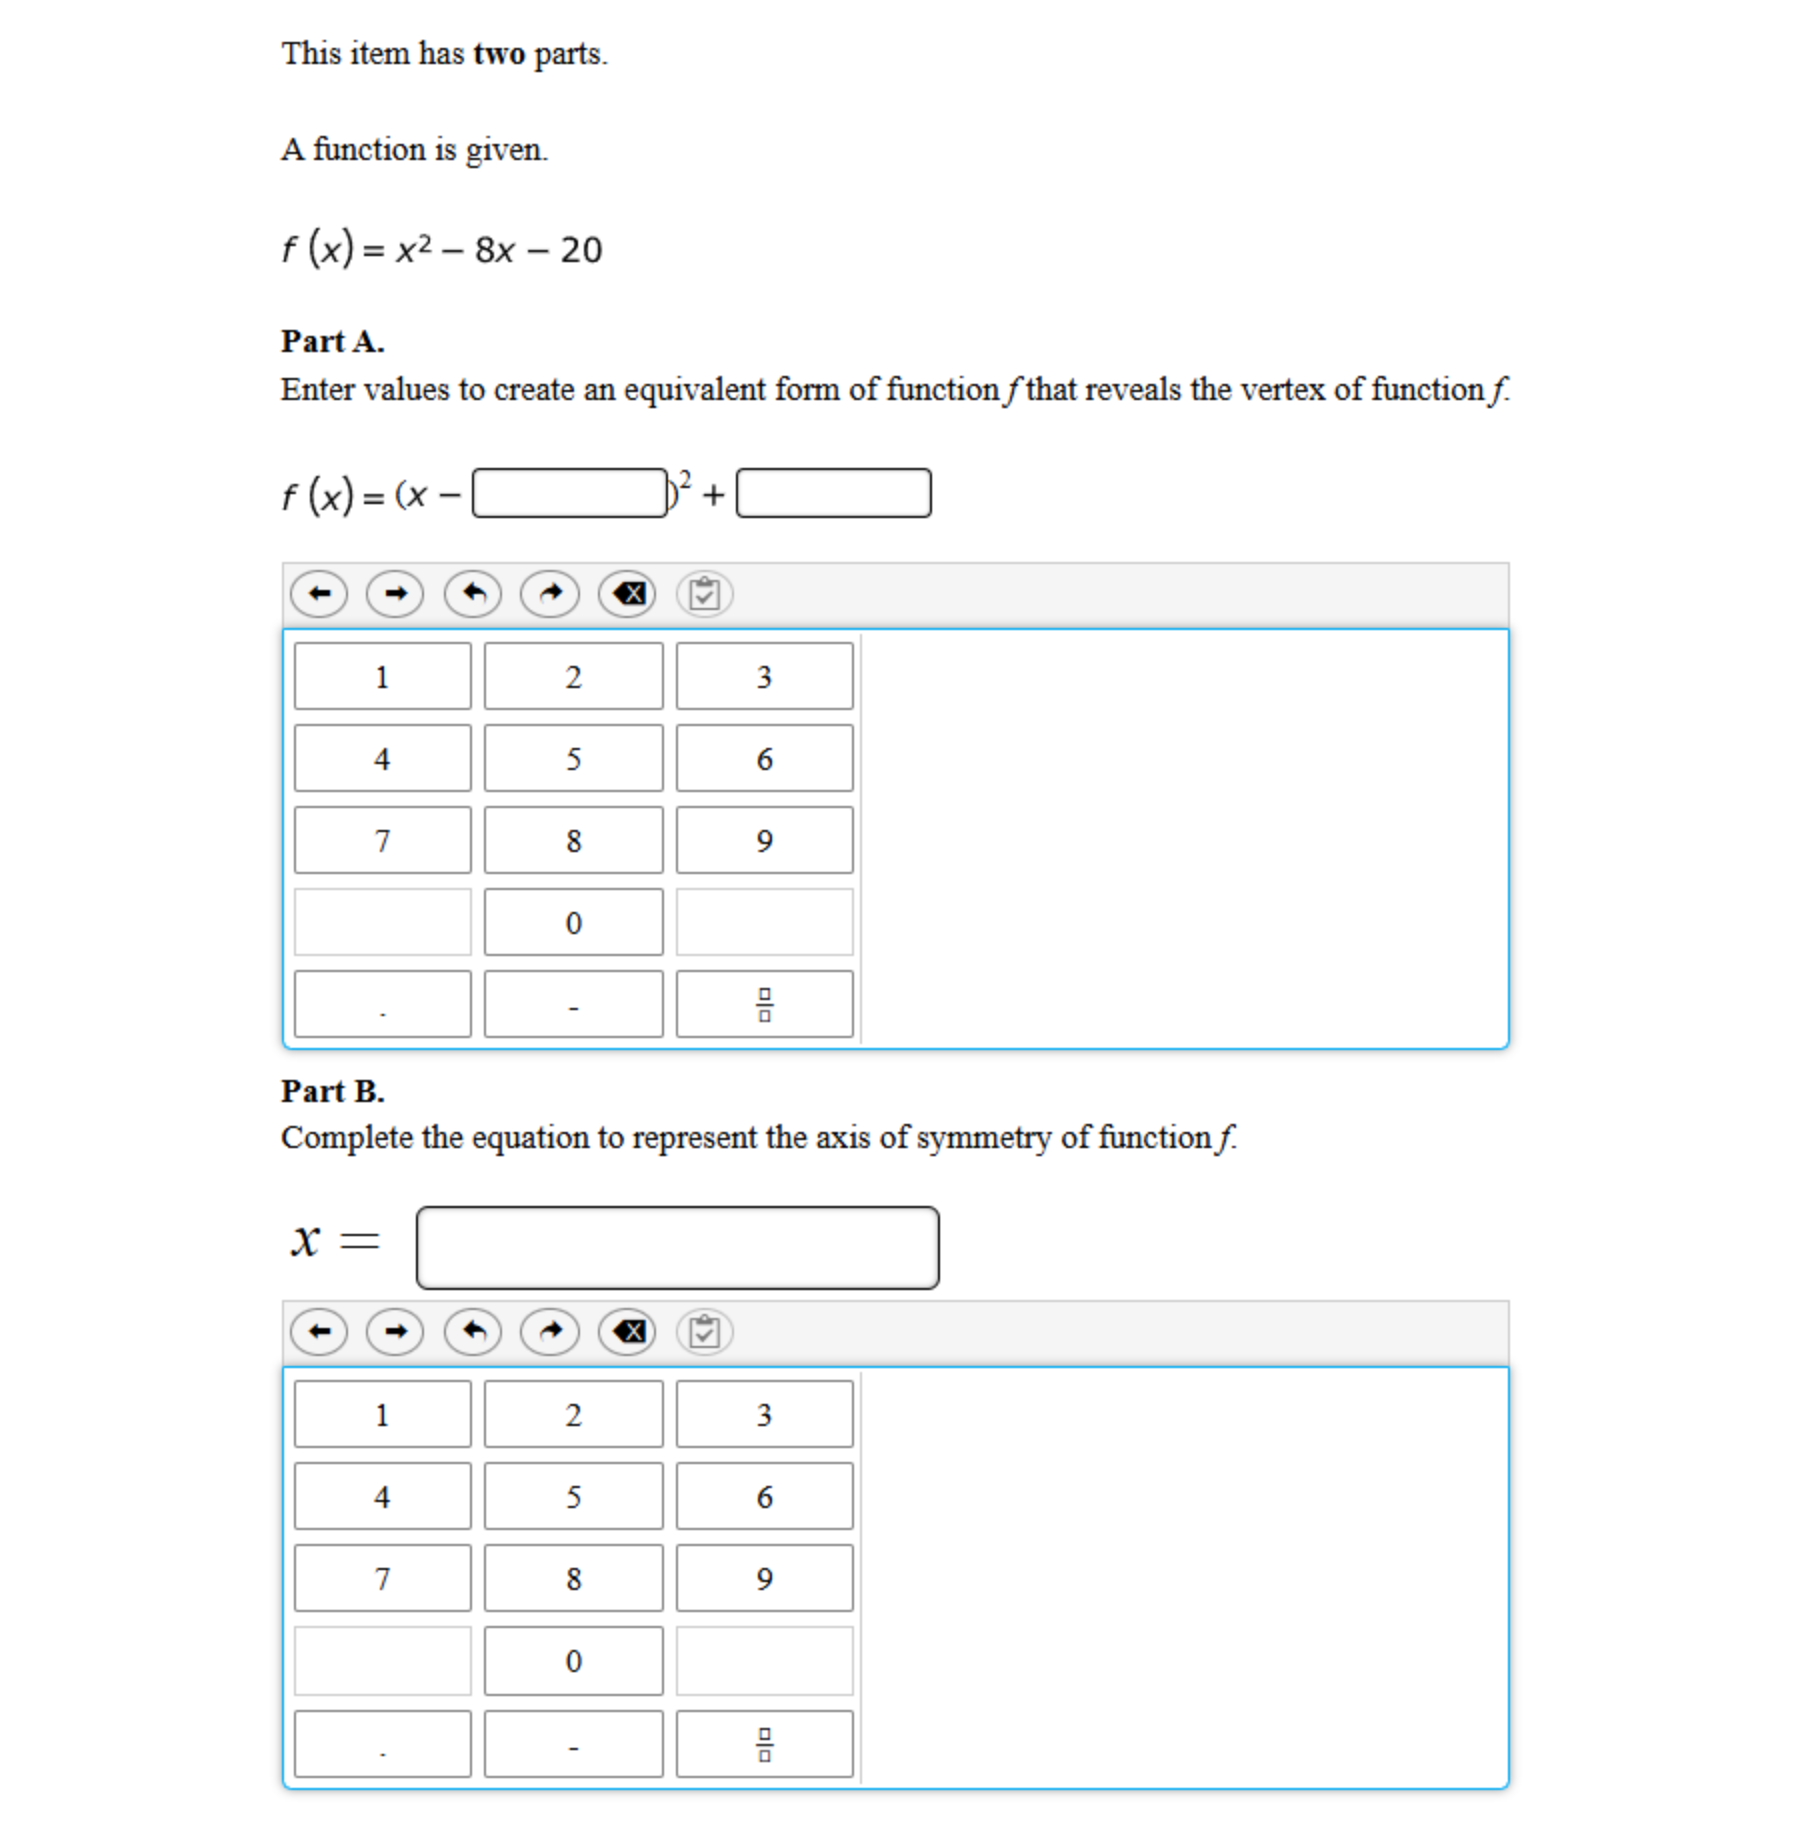 This item has two parts.
A function is given.
f (x) = x² – 8x – 20
Part A.
Enter values to create an equivalent form of function f that reveals the vertex of function f.
f (x) = (x – )² +
1 2 3
4 5 6
7 8 9
0
. - □/□
Part B.
Complete the equation to represent the axis of symmetry of function f.
x =
1 2 3
4 5 6
7 8 9
0
. - □/□